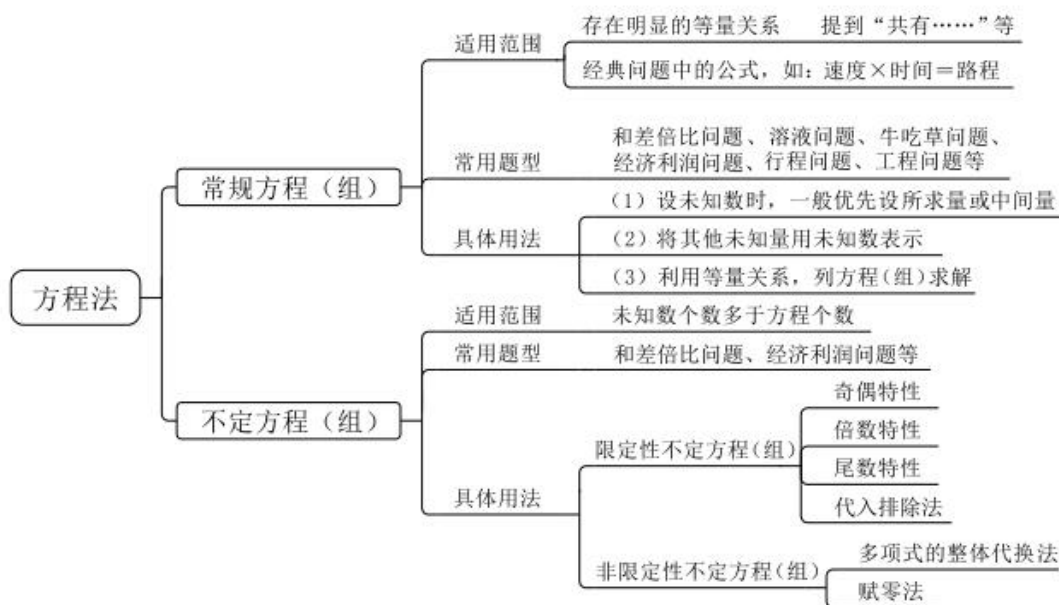 方程法
常规方程（组）
适用范围
存在明显的等量关系　提到“共有……”等
经典问题中的公式，如：速度×时间＝路程
常用题型
和差倍比问题、溶液问题、牛吃草问题、
经济利润问题、行程问题、工程问题等
具体用法
（1）设未知数时，一般优先设所求量或中间量
（2）将其他未知量用未知数表示
（3）利用等量关系，列方程(组)求解
不定方程（组）
适用范围
未知数个数多于方程个数
常用题型
和差倍比问题、经济利润问题等
具体用法
限定性不定方程(组)
奇偶特性
倍数特性
尾数特性
代入排除法
非限定性不定方程(组)
多项式的整体代换法
赋零法